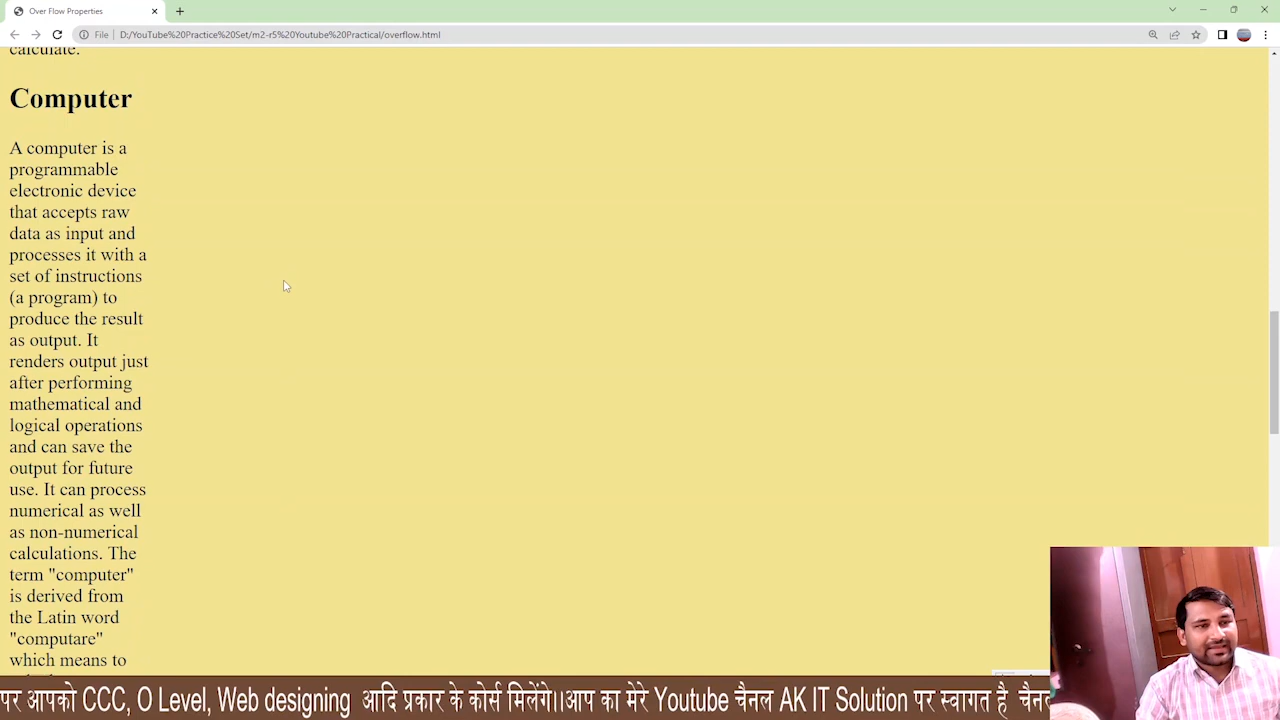 Over Flow Properties
File
D:/YouTube%20Practice%20Set/m2-r5%20Youtube%20Practical/overflow.html
calculate.
Computer
A computer is a
programmable
electronic device
that accepts raw
data as input and
processes it with a
set of instructions
(a program) to
produce the result
as output. It
renders output just
after performing
mathematical and
logical operations
and can save the
output for future
use. It can process
numerical as well
as non-numerical
calculations. The
term "computer"
is derived from
the Latin word
"computare"
which means to
पर आपको CCC, O Level, Web designing आदि प्रकार के कोर्स मिलेंगे।।आप का मेरे Youtube चैनल AK IT Solution पर स्वागत है